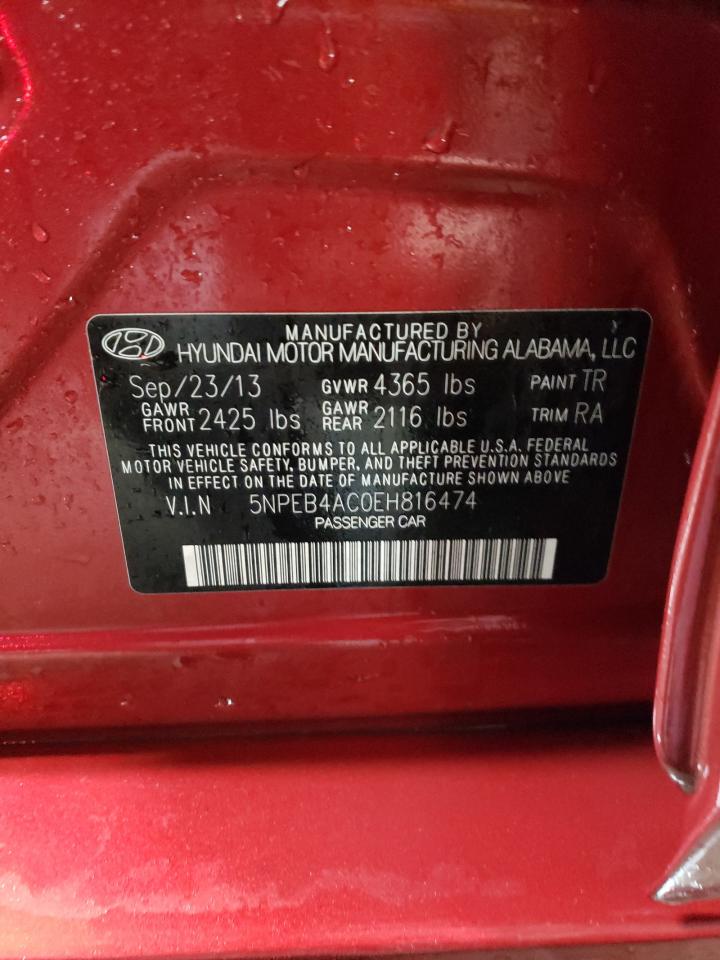 MANUFACTURED BY
HYUNDAI MOTOR MANUFACTURING ALABAMA, LLC
Sep/23/13 GVWR 4365 lbs PAINT TR
GAWR FRONT 2425 lbs GAWR REAR 2116 lbs TRIM RA
THIS VEHICLE CONFORMS TO ALL APPLICABLE U.S.A. FEDERAL
MOTOR VEHICLE SAFETY, BUMPER, AND THEFT PREVENTION STANDARDS
IN EFFECT ON THE DATE OF MANUFACTURE SHOWN ABOVE
V.I.N 5NPEB4AC0EH816474
PASSENGER CAR